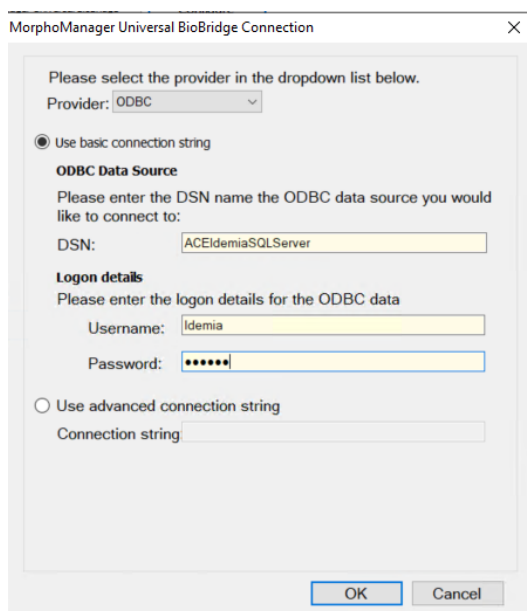 MorphoManager Universal BioBridge Connection
Please select the provider in the dropdown list below.
Provider: ODBC
Use basic connection string
ODBC Data Source
Please enter the DSN name the ODBC data source you would
like to connect to:
DSN: ACEIdemiaSQLServer
Logon details
Please enter the logon details for the ODBC data
Username: Idemia
Password: ••••••
Use advanced connection string
Connection string
OK Cancel